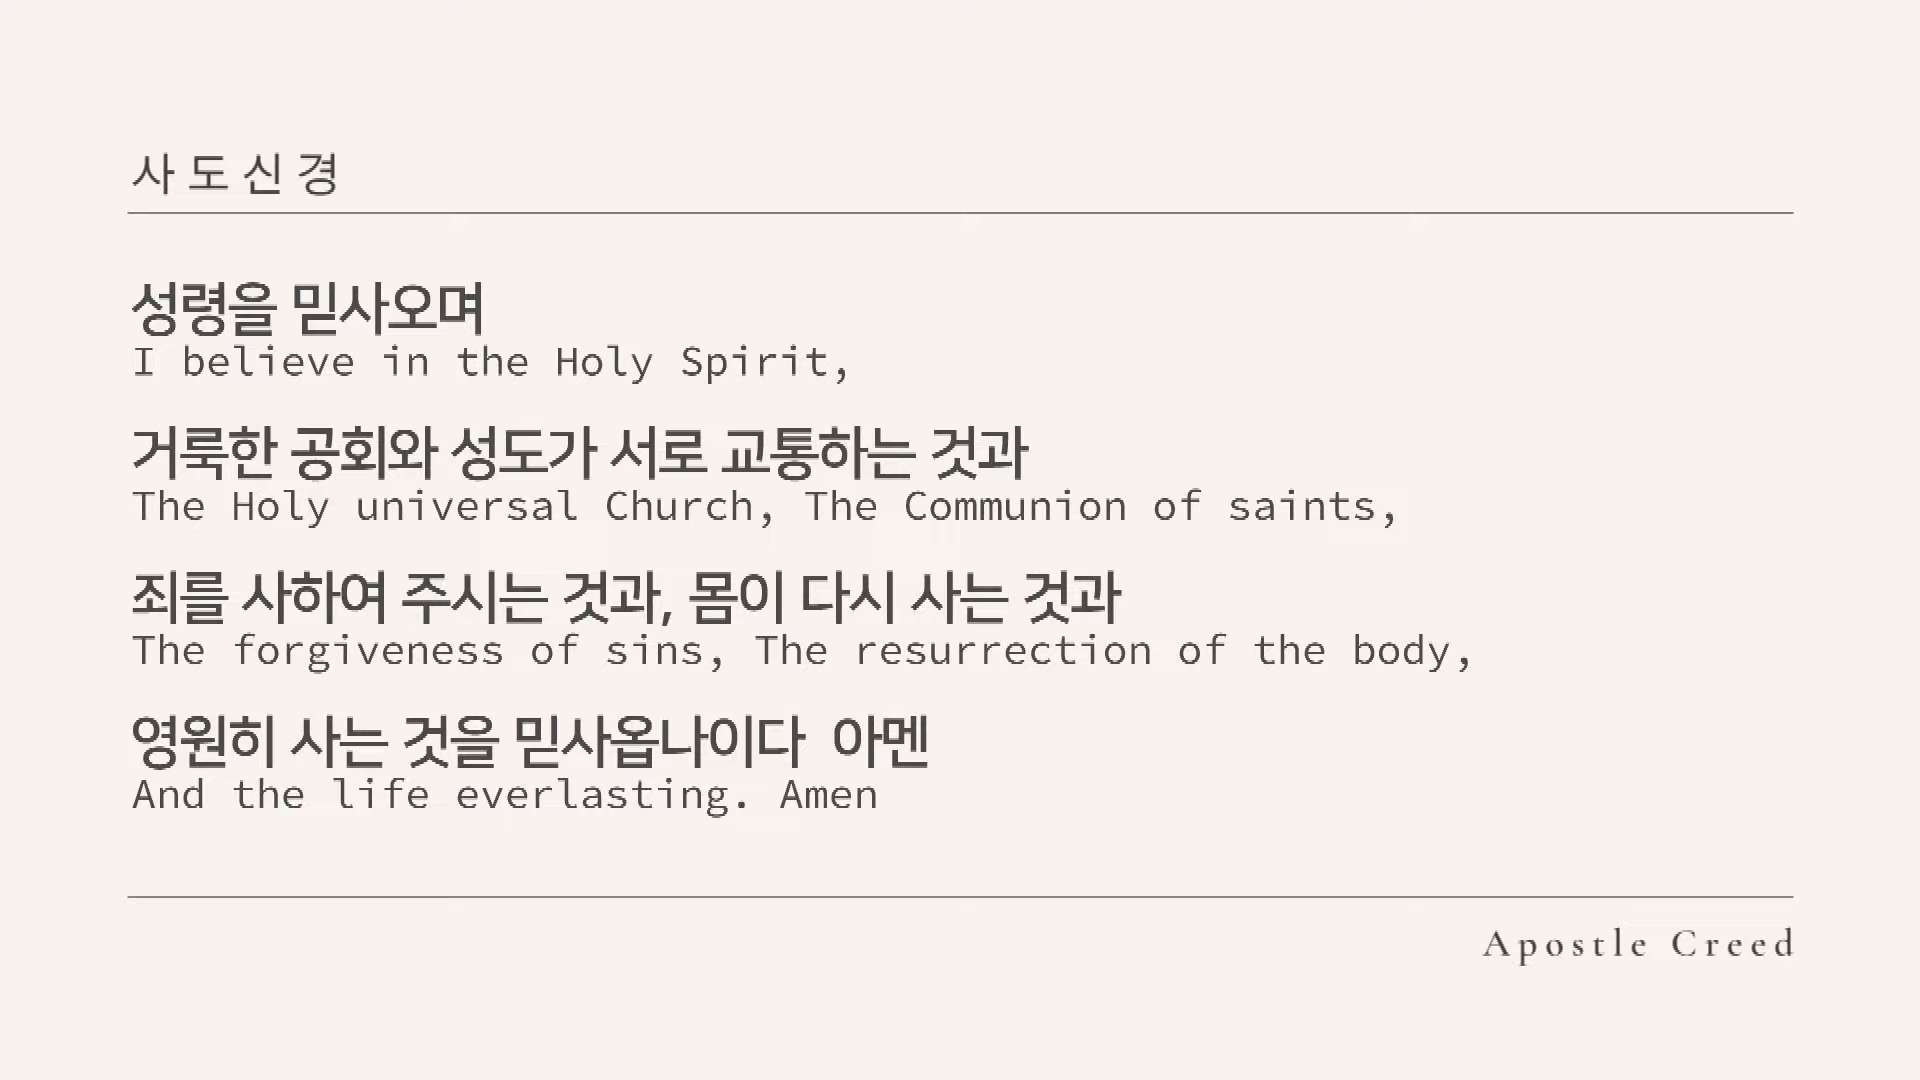 사도신경
성령을 믿사오며
I believe in the Holy Spirit,
거룩한 공회와 성도가 서로 교통하는 것과
The Holy universal Church, The Communion of saints,
죄를 사하여 주시는 것과, 몸이 다시 사는 것과
The forgiveness of sins, The resurrection of the body,
영원히 사는 것을 믿사옵나이다 아멘
And the life everlasting. Amen
Apostle Creed